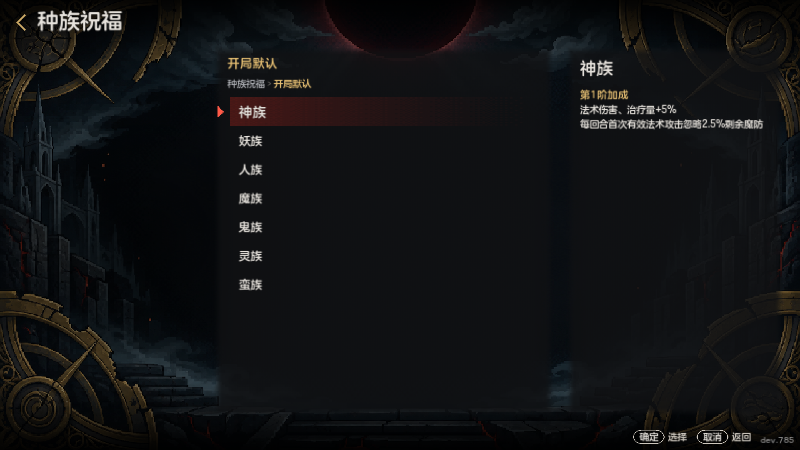 种族祝福
开局默认
种族祝福 › 开局默认
神族
妖族
人族
魔族
鬼族
灵族
蛮族
神族
第1阶加成
法术伤害、治疗量+5%
每回合首次有效法术攻击忽略2.5%剩余魔防
确定 选择 取消 返回 dev.785